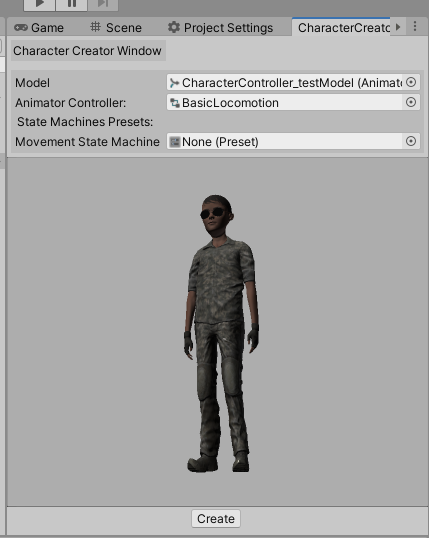 Game Scene Project Settings CharacterCreatc
Character Creator Window
Model CharacterController_testModel (Animato
Animator Controller: BasicLocomotion
State Machines Presets:
Movement State Machine None (Preset)
Create